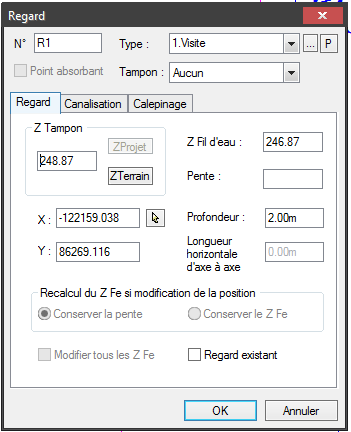 Regard
N° R1 Type : 1.Visite ... P
Point absorbant Tampon : Aucun
Regard Canalisation Calepinage
Z Tampon
ZProjet
248.87
ZTerrain
Z Fil d'eau : 246.87
Pente :
X : -122159.038
Profondeur : 2.00m
Y : 86269.116
Longueur
horizontale
d'axe à axe
0.00m
Recalcul du Z Fe si modification de la position
Conserver la pente Conserver le Z Fe
Modifier tous les Z Fe Regard existant
OK Annuler